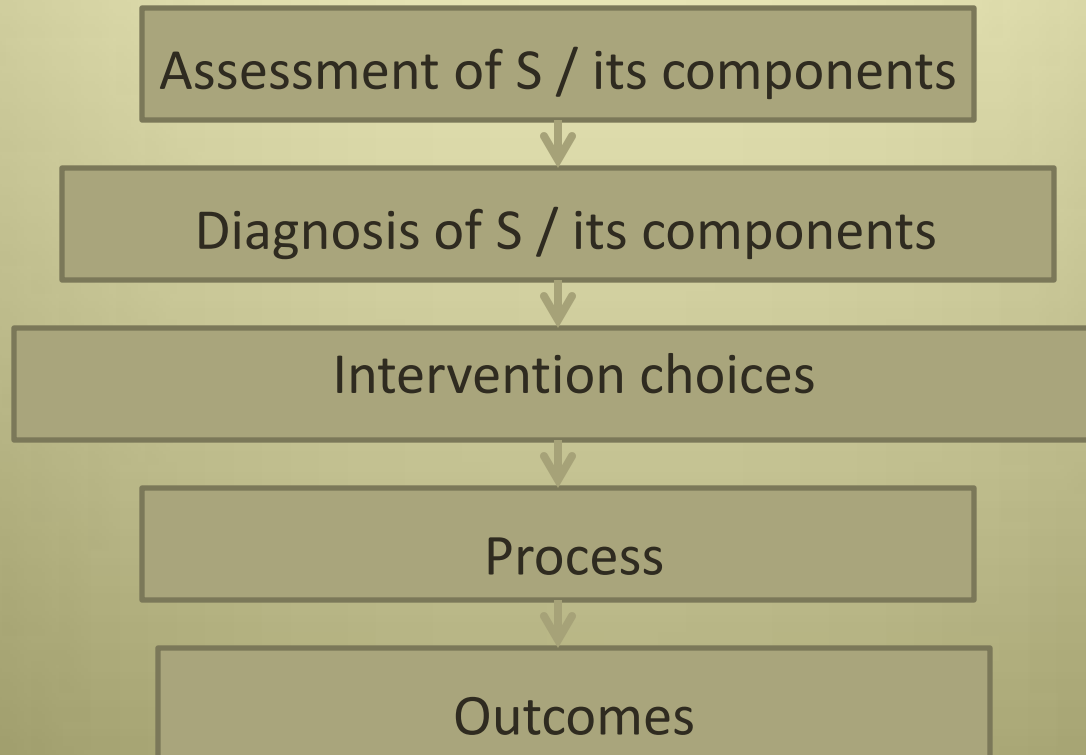 Assessment of S / its components
Diagnosis of S / its components
Intervention choices
Process
Outcomes